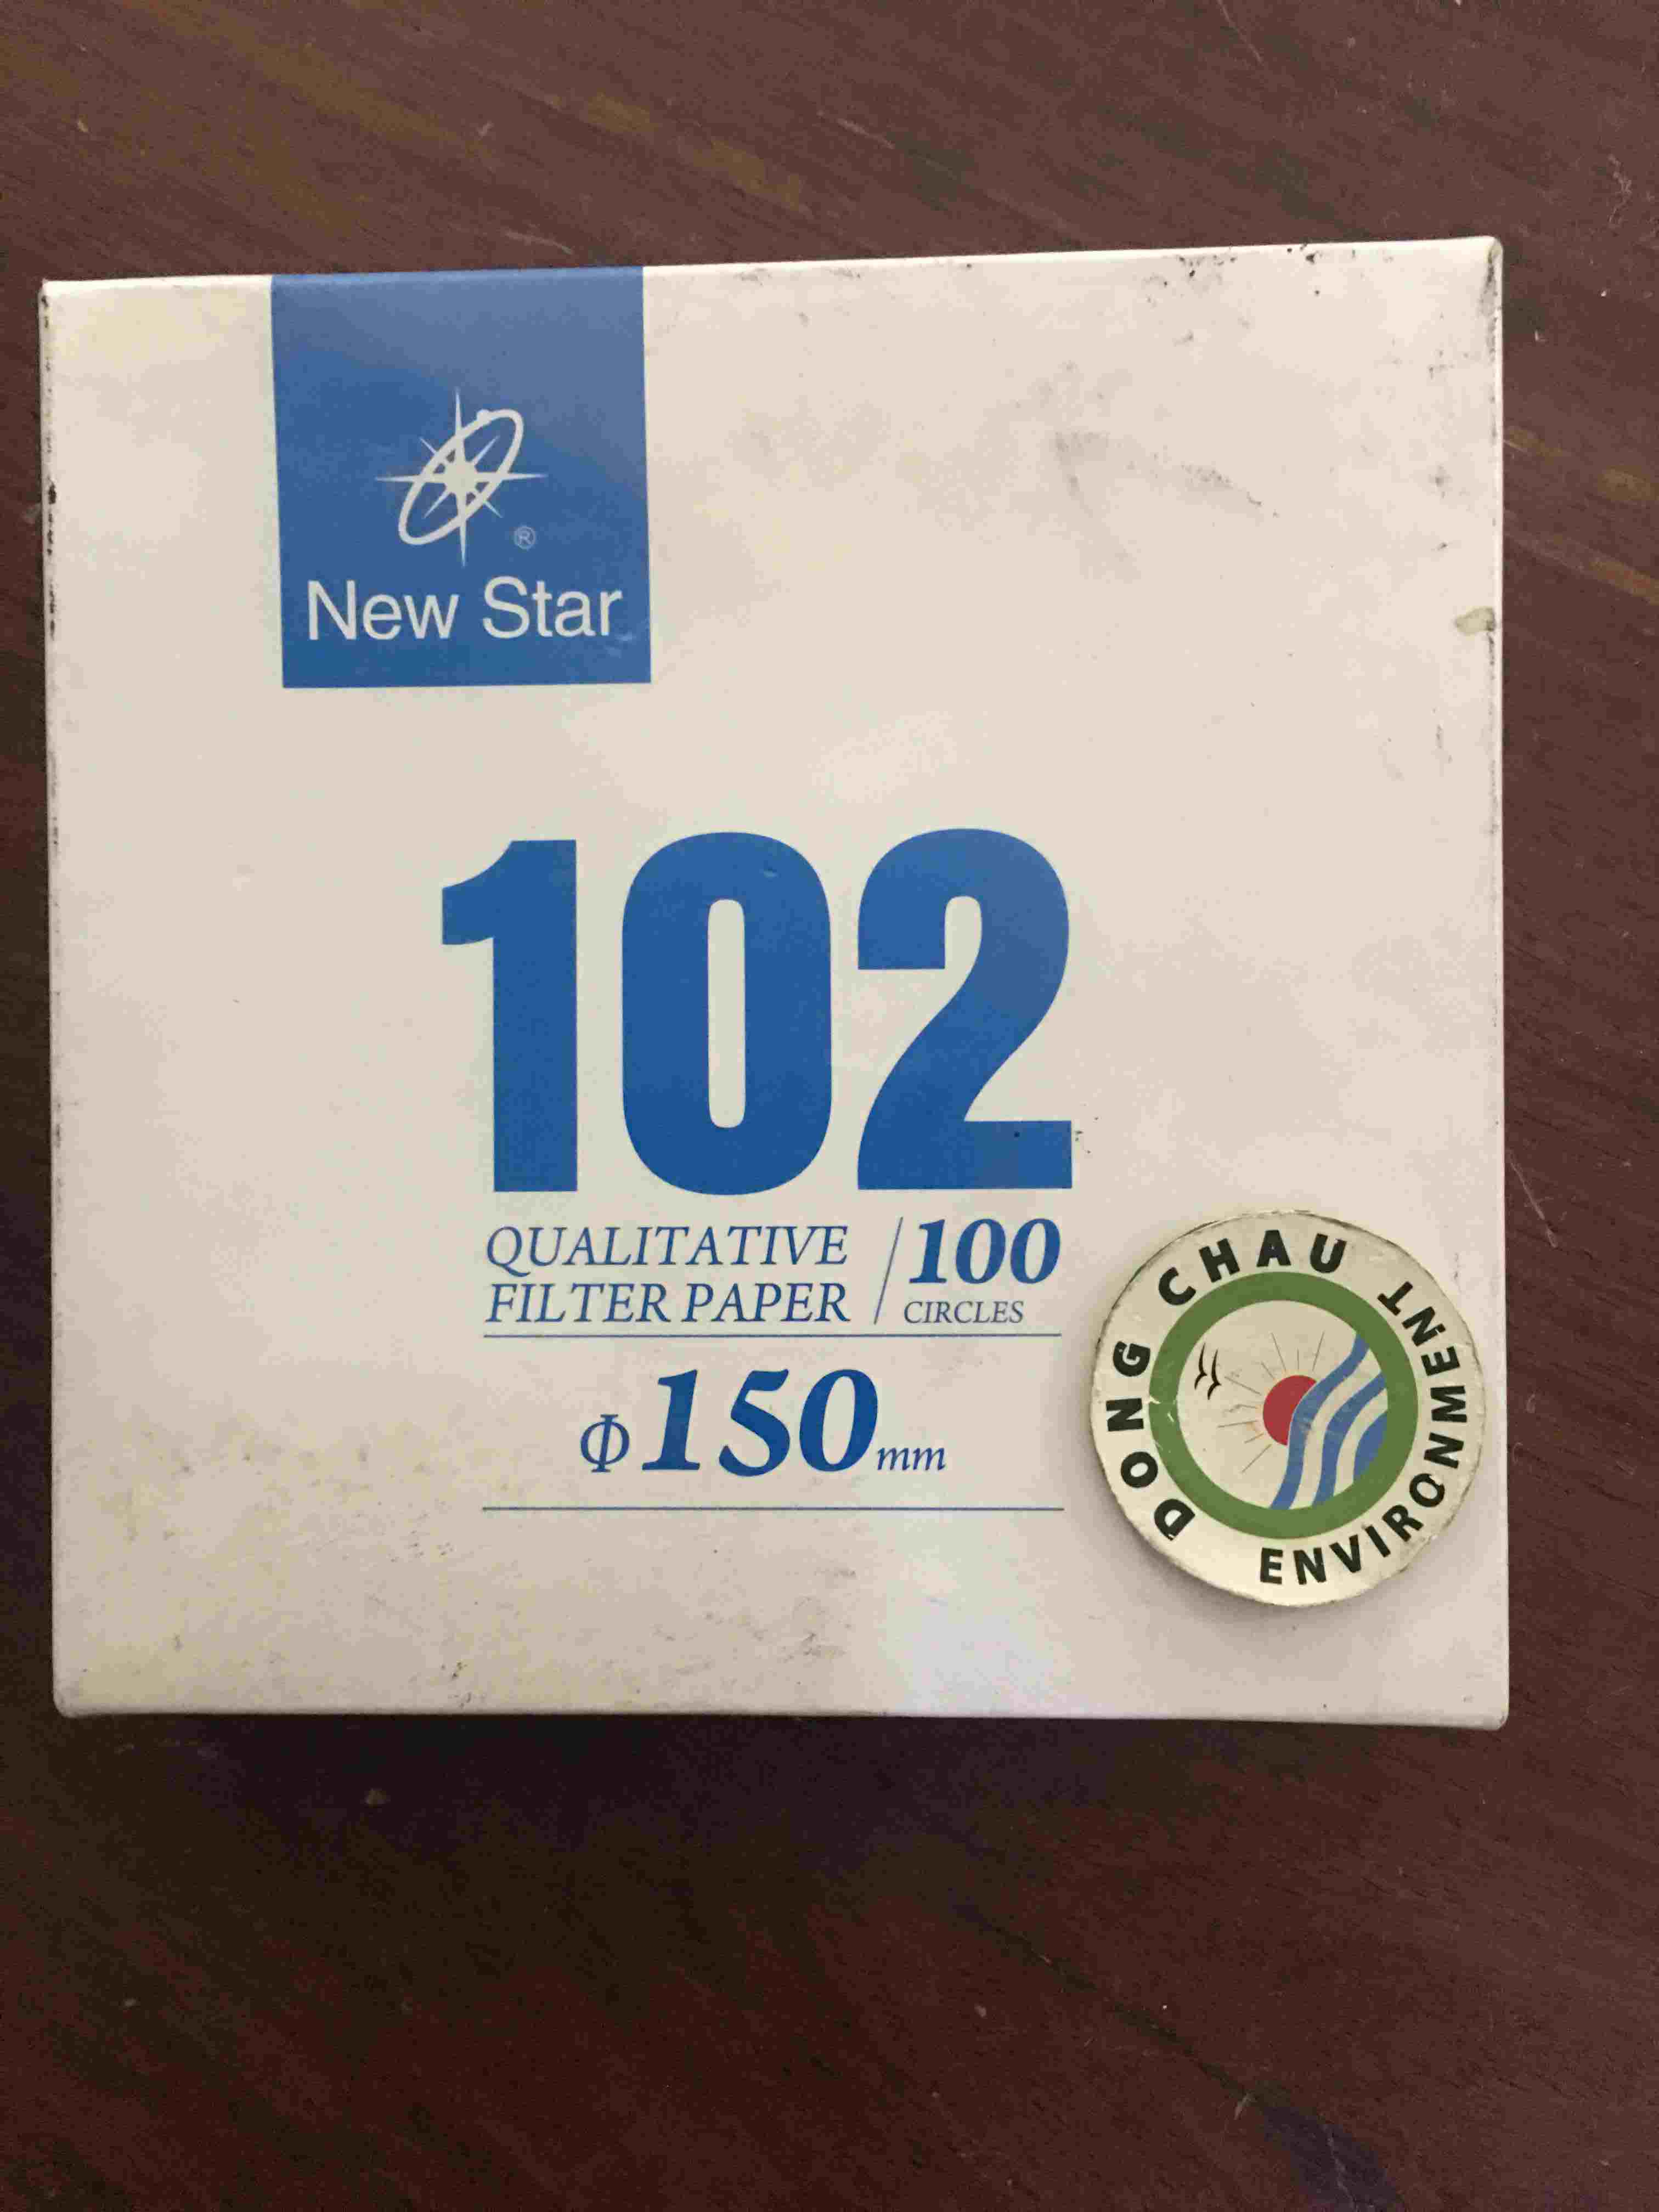 ®
New Star
102
QUALITATIVE
FILTER PAPER
/100
CIRCLES
Φ150mm
DONG CHAU
ENVIRONMENT